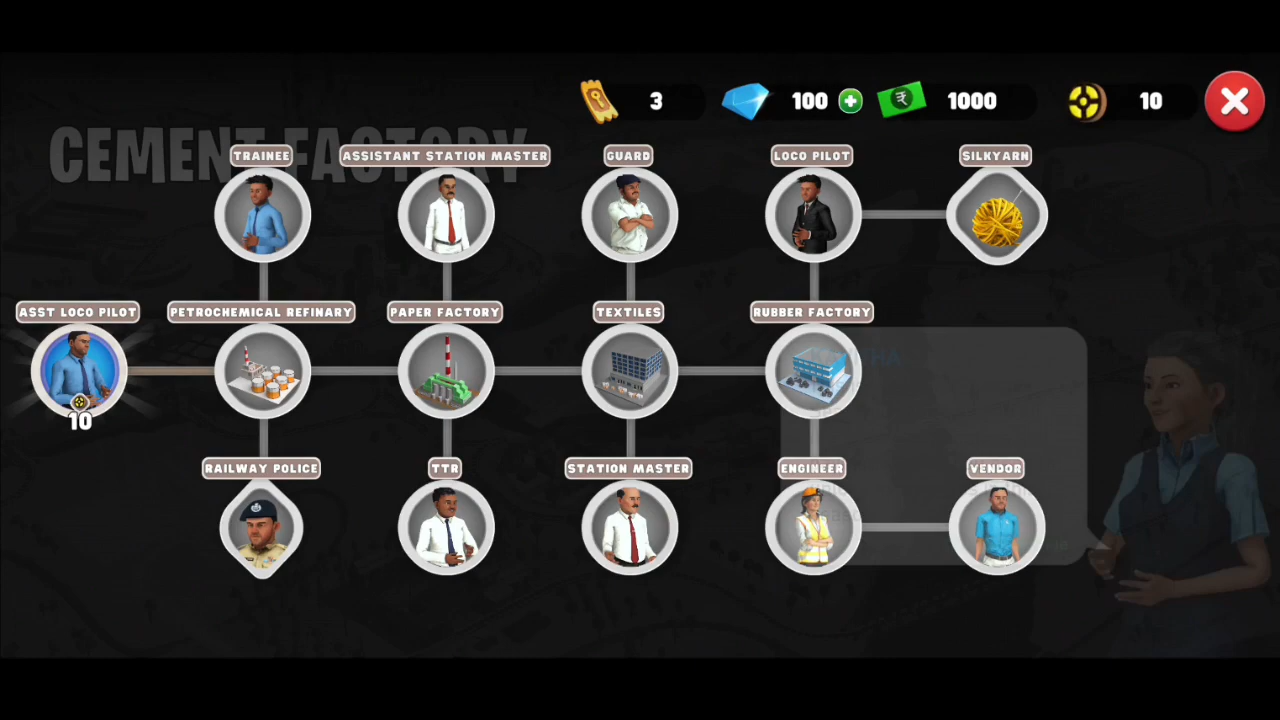 3
100
1000
10
CEMENT FACTORY
TRAINEE
ASSISTANT STATION MASTER
GUARD
LOCO PILOT
SILKYARN
ASST LOCO PILOT
PETROCHEMICAL REFINARY
PAPER FACTORY
TEXTILES
RUBBER FACTORY
10
RAILWAY POLICE
TTR
STATION MASTER
ENGINEER
VENDOR